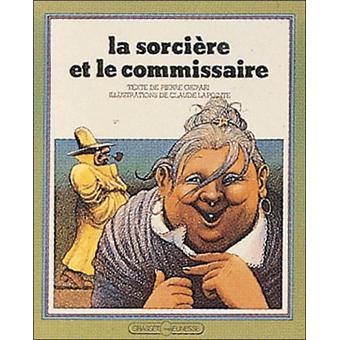 la sorcière
et le commissaire
TEXTE DE PIERRE GRIPARI
ILLUSTRATIONS DE CLAUDE LAPOINTE
GRASSET JEUNESSE